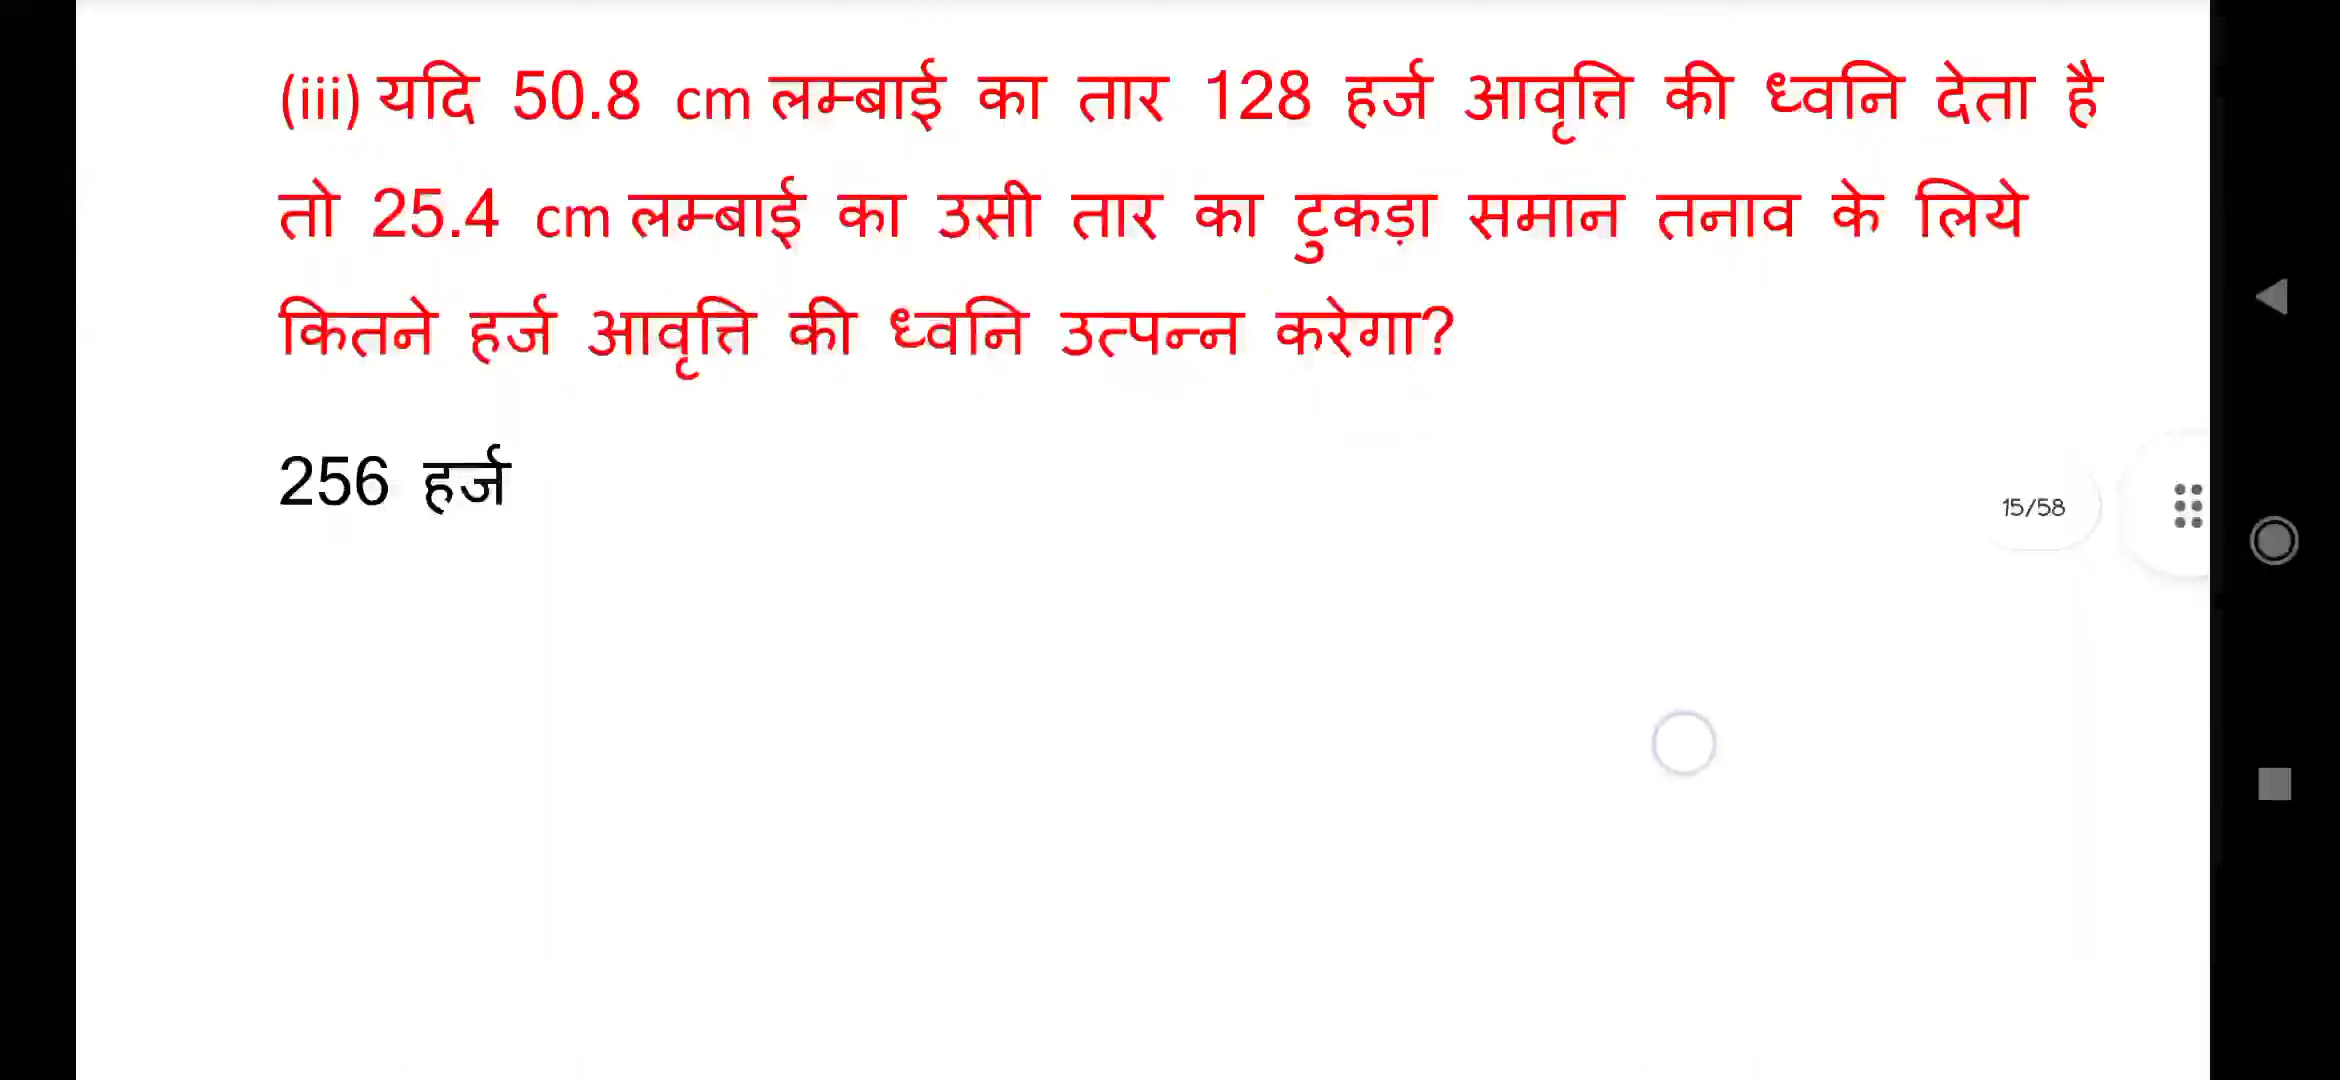 (iii) यदि 50.8 cm लम्बाई का तार 128 हर्ज आवृत्ति की ध्वनि देता है
तो 25.4 cm लम्बाई का उसी तार का टुकड़ा समान तनाव के लिये
कितने हर्ज आवृत्ति की ध्वनि उत्पन्न करेगा?
256 हर्ज
15/58